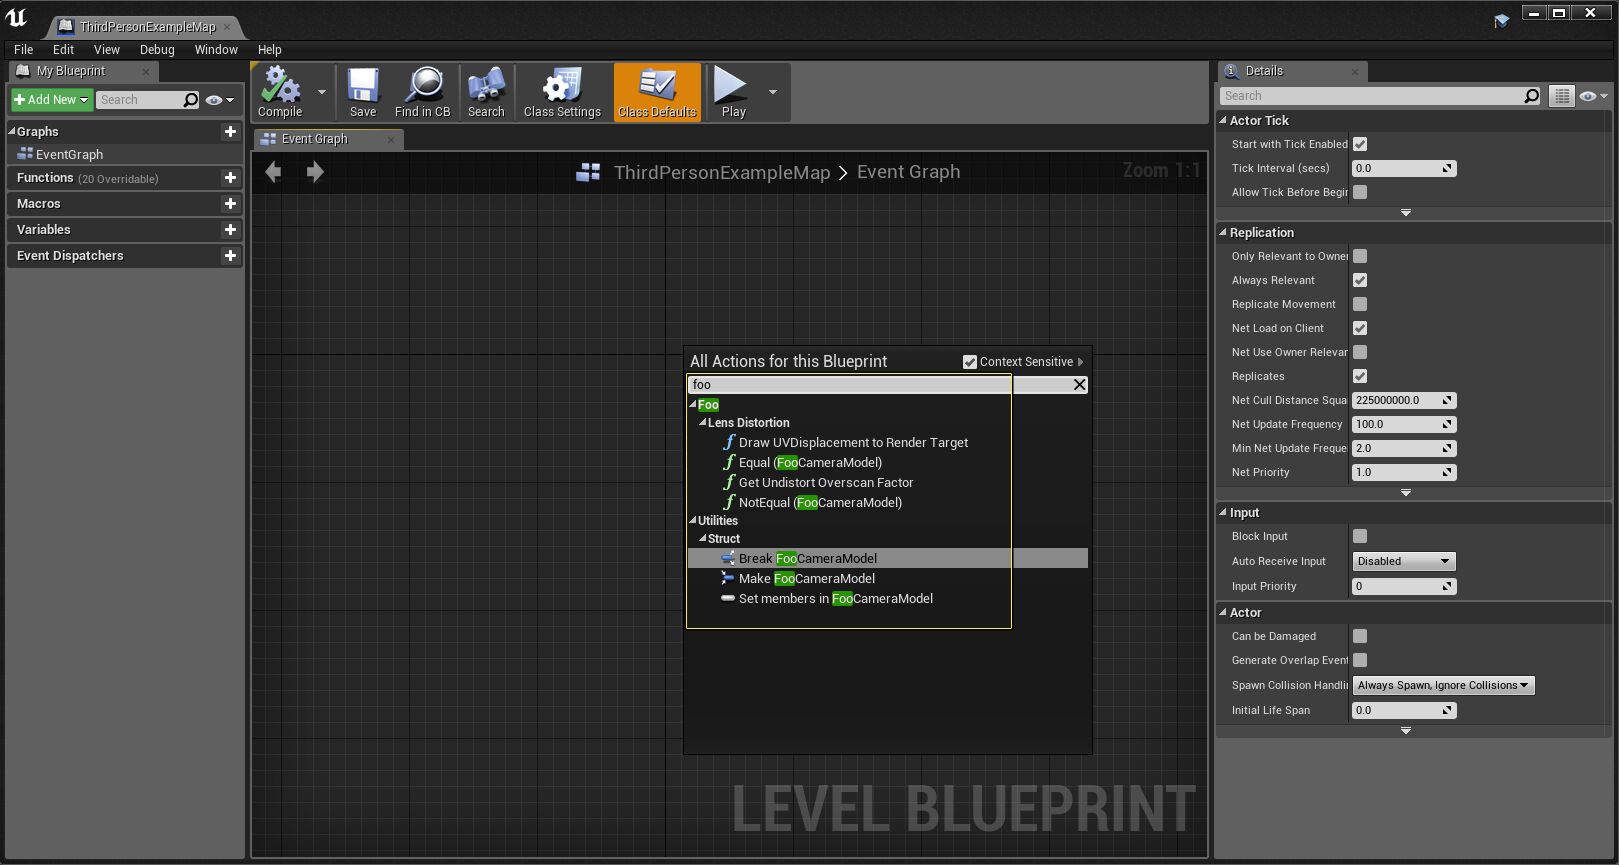 ThirdPersonExampleMap
File Edit View Debug Window Help
My Blueprint
Add New Search
Graphs
EventGraph
Functions (20 Overridable)
Macros
Variables
Event Dispatchers
Compile Save Find in CB Search Class Settings Class Defaults Play
Event Graph
ThirdPersonExampleMap > Event Graph
Zoom 1:1
All Actions for this Blueprint Context Sensitive
foo
Foo
Lens Distortion
Draw UVDisplacement to Render Target
Equal (FooCameraModel)
Get Undistort Overscan Factor
NotEqual (FooCameraModel)
Utilities
Struct
Break FooCameraModel
Make FooCameraModel
Set members in FooCameraModel
LEVEL BLUEPRINT
Details
Search
Actor Tick
Start with Tick Enabled
Tick Interval (secs) 0.0
Allow Tick Before Begin
Replication
Only Relevant to Owner
Always Relevant
Replicate Movement
Net Load on Client
Net Use Owner Relevar
Replicates
Net Cull Distance Squa 225000000.0
Net Update Frequency 100.0
Min Net Update Freque 2.0
Net Priority 1.0
Input
Block Input
Auto Receive Input Disabled
Input Priority 0
Actor
Can be Damaged
Generate Overlap Event
Spawn Collision Handli Always Spawn, Ignore Collisions
Initial Life Span 0.0